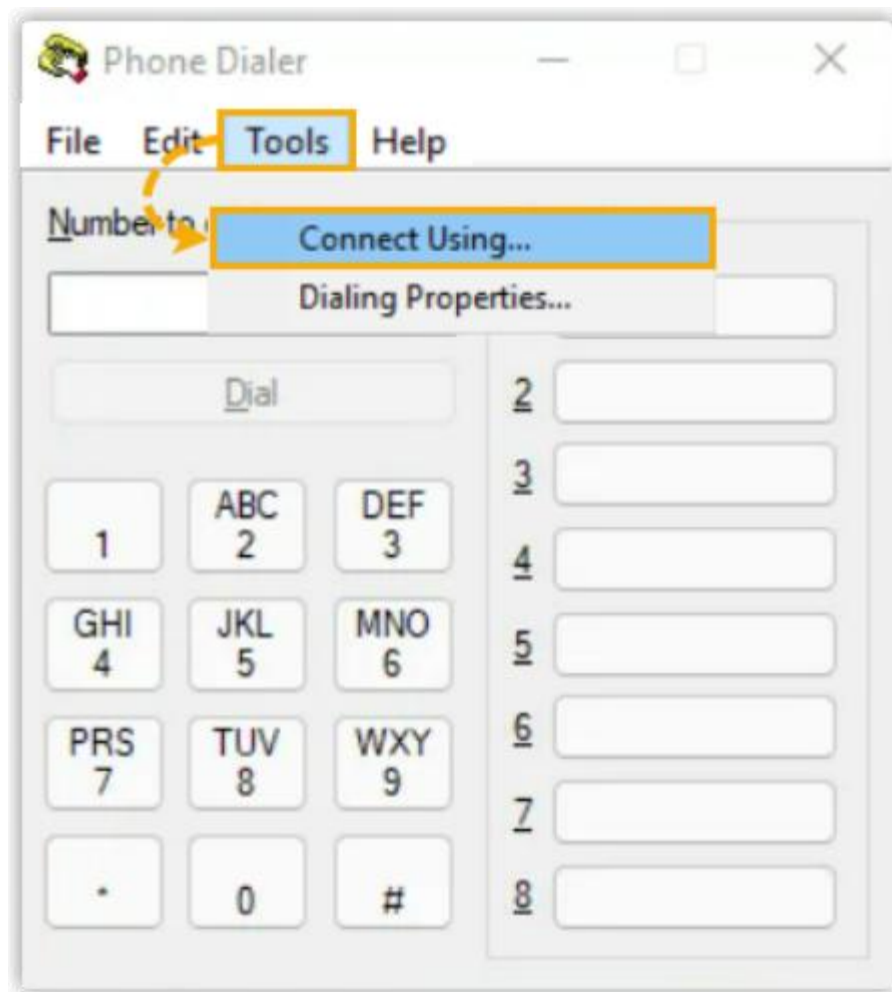 Phone Dialer
File Edit Tools Help
Number to
Connect Using...
Dialing Properties...
Dial
2
3
4
5
6
7
8
1
ABC
2
DEF
3
GHI
4
JKL
5
MNO
6
PRS
7
TUV
8
WXY
9
*
0
#